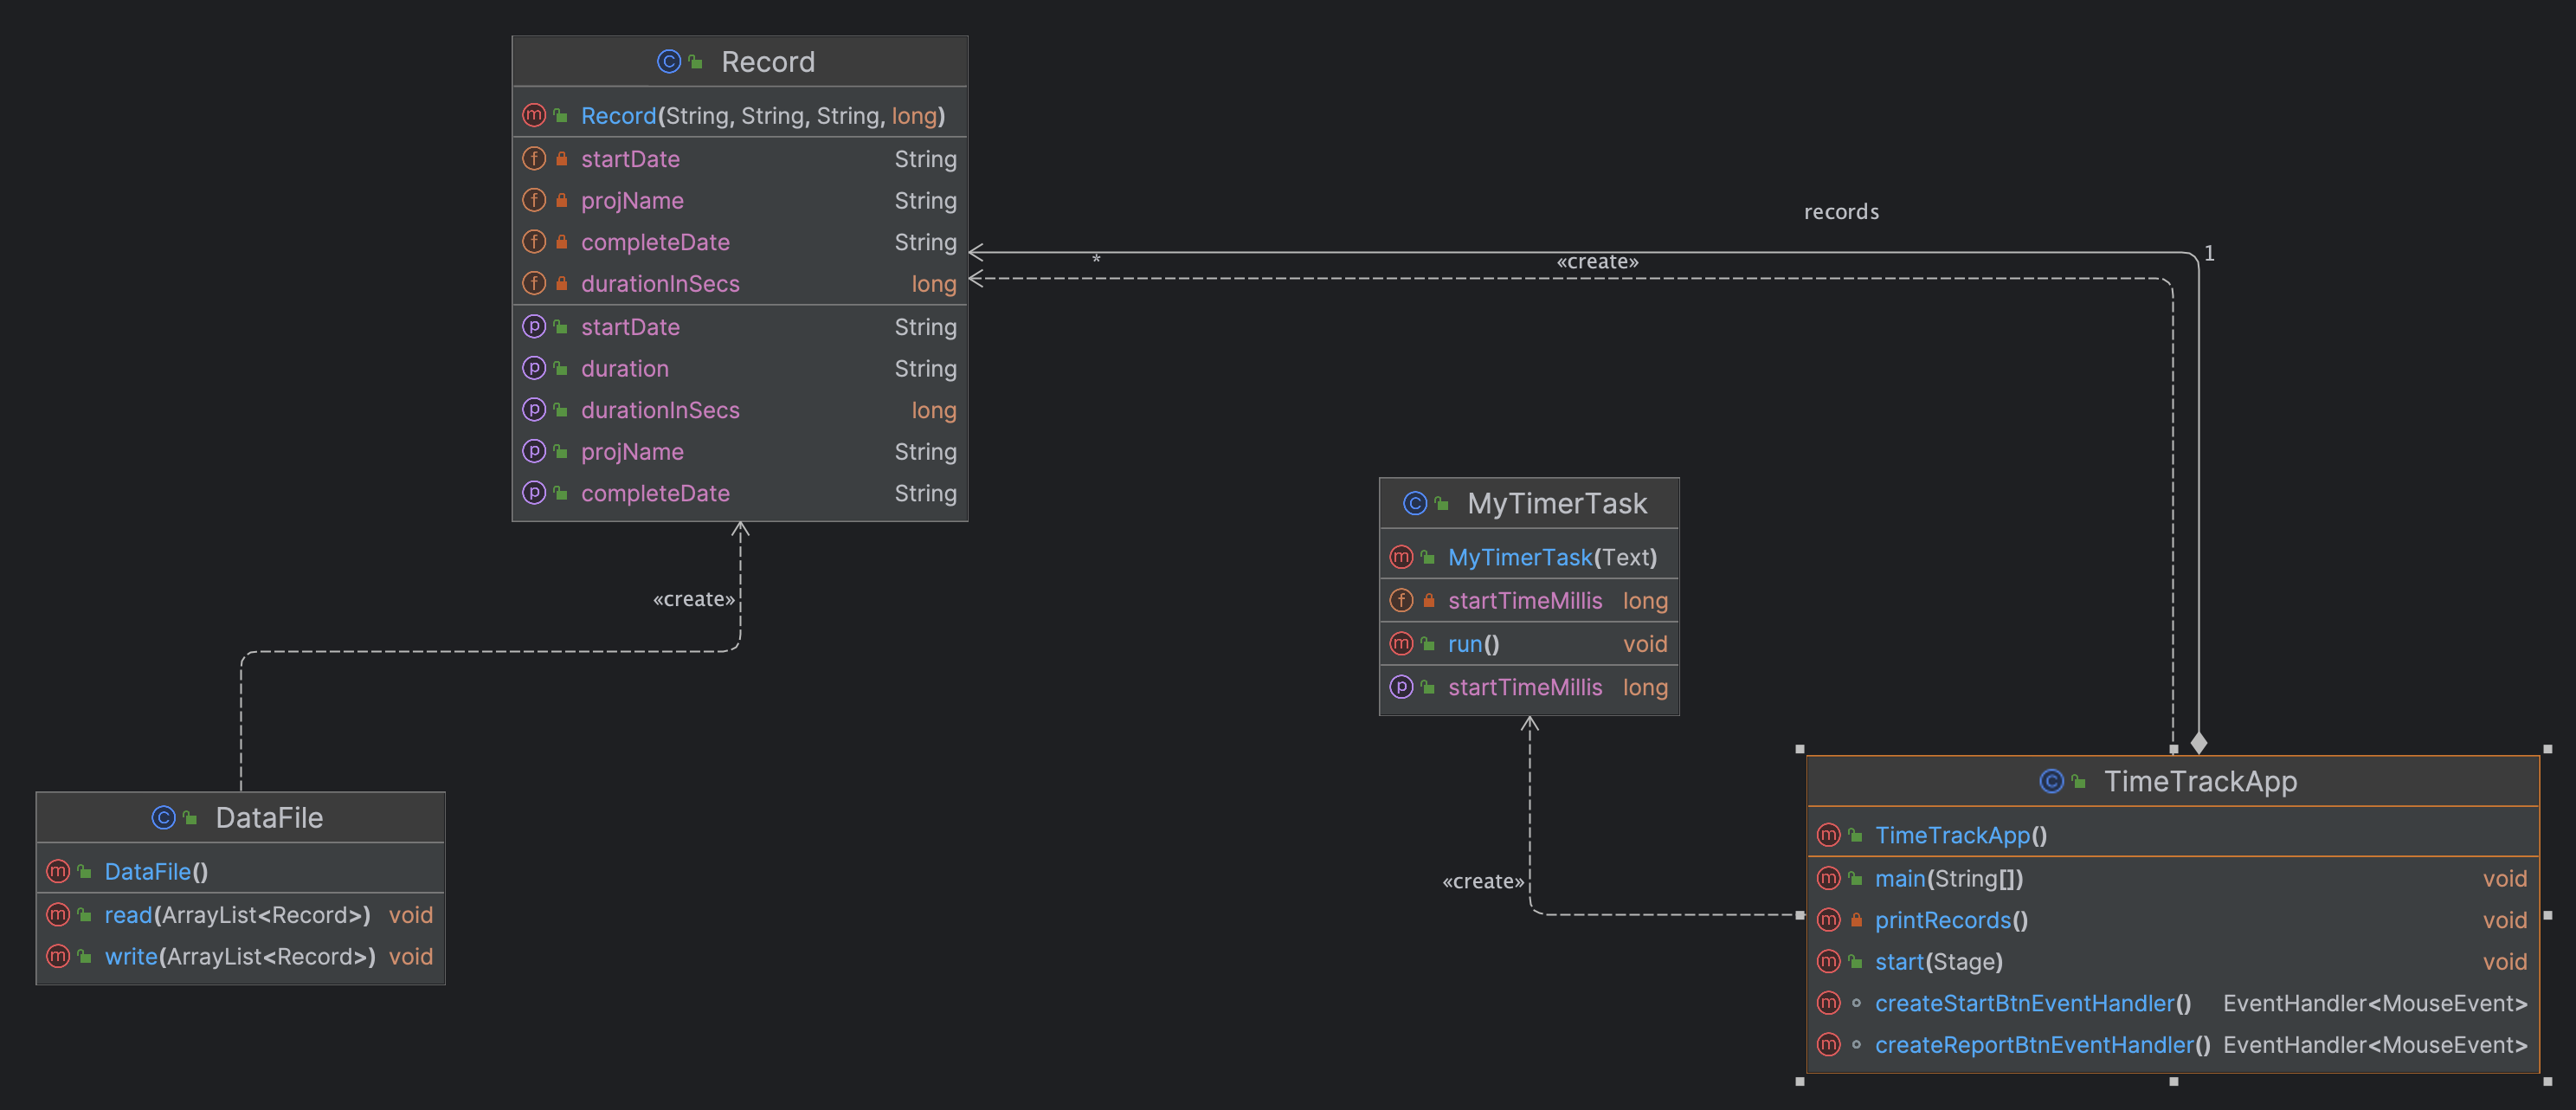 Record
Record(String, String, String, long)
startDate String
projName String
completeDate String
durationInSecs long
startDate String
duration String
durationInSecs long
projName String
completeDate String
records
1
*
«create»
MyTimerTask
MyTimerTask(Text)
startTimeMillis long
run() void
startTimeMillis long
«create»
DataFile
DataFile()
read(ArrayList<Record>) void
write(ArrayList<Record>) void
«create»
TimeTrackApp
TimeTrackApp()
main(String[]) void
printRecords() void
start(Stage) void
createStartBtnEventHandler() EventHandler<MouseEvent>
createReportBtnEventHandler() EventHandler<MouseEvent>